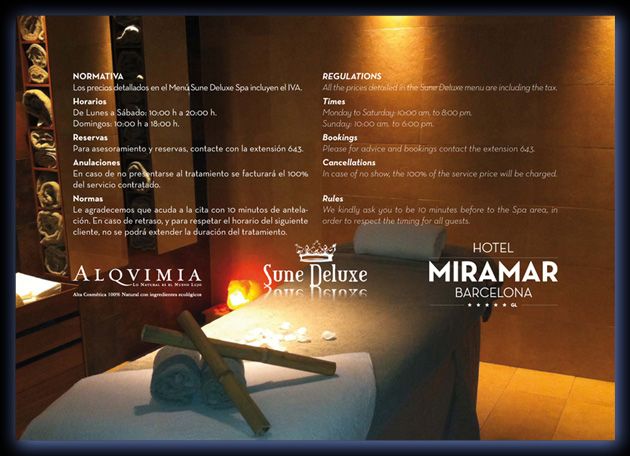 NORMATIVA
Los precios detallados en el Menú Sune Deluxe Spa incluyen el IVA.
Horarios
De Lunes a Sábado: 10:00 h a 20:00 h.
Domingos: 10:00 h a 18:00 h.
Reservas
Para asesoramiento y reservas, contacte con la extensión 643.
Anulaciones
En caso de no presentarse al tratamiento se facturará el 100%
del servicio contratado.
Normas
Le agradecemos que acuda a la cita con 10 minutos de antela-
ción. En caso de retraso, y para respetar el horario del siguiente
cliente, no se podrá extender la duración del tratamiento.
REGULATIONS
All the prices detailed in the Sune Deluxe menu are including the tax.
Times
Monday to Saturday: 10:00 am. to 8:00 pm.
Sunday: 10:00 am. to 6:00 pm.
Bookings
Please for advice and bookings contact the extension 643.
Cancellations
In case of no show, the 100% of the service price will be charged.
Rules
We kindly ask you to be 10 minutes before to the Spa area, in
order to respect the timing for all guests.
ALQVIMIA
LO NATURAL ES EL NUEVO LUJO
Alta Cosmética 100% Natural con ingredientes ecológicos
Sune Deluxe
HOTEL
MIRAMAR
BARCELONA
★★★★★ GL